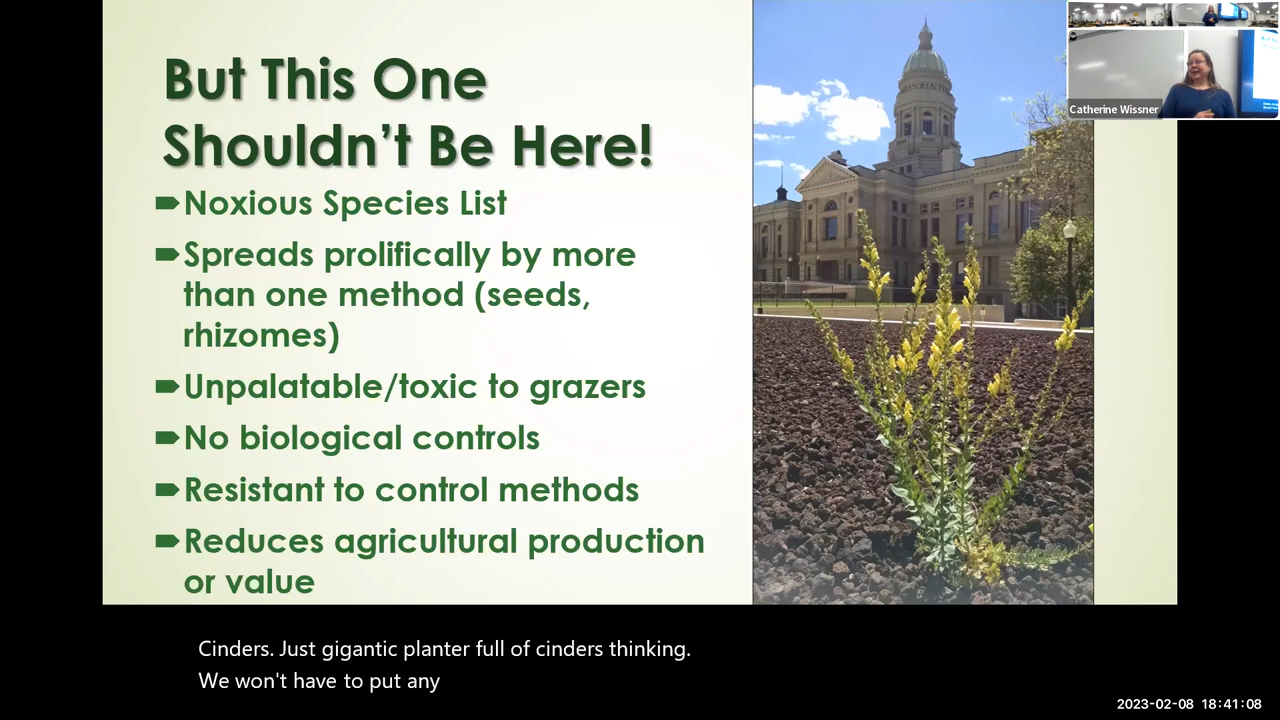 But This One
Shouldn't Be Here!
Noxious Species List
Spreads prolifically by more
than one method (seeds,
rhizomes)
Unpalatable/toxic to grazers
No biological controls
Resistant to control methods
Reduces agricultural production
or value
Catherine Wissner
Cinders. Just gigantic planter full of cinders thinking.
We won't have to put any
2023-02-08 18:41:08